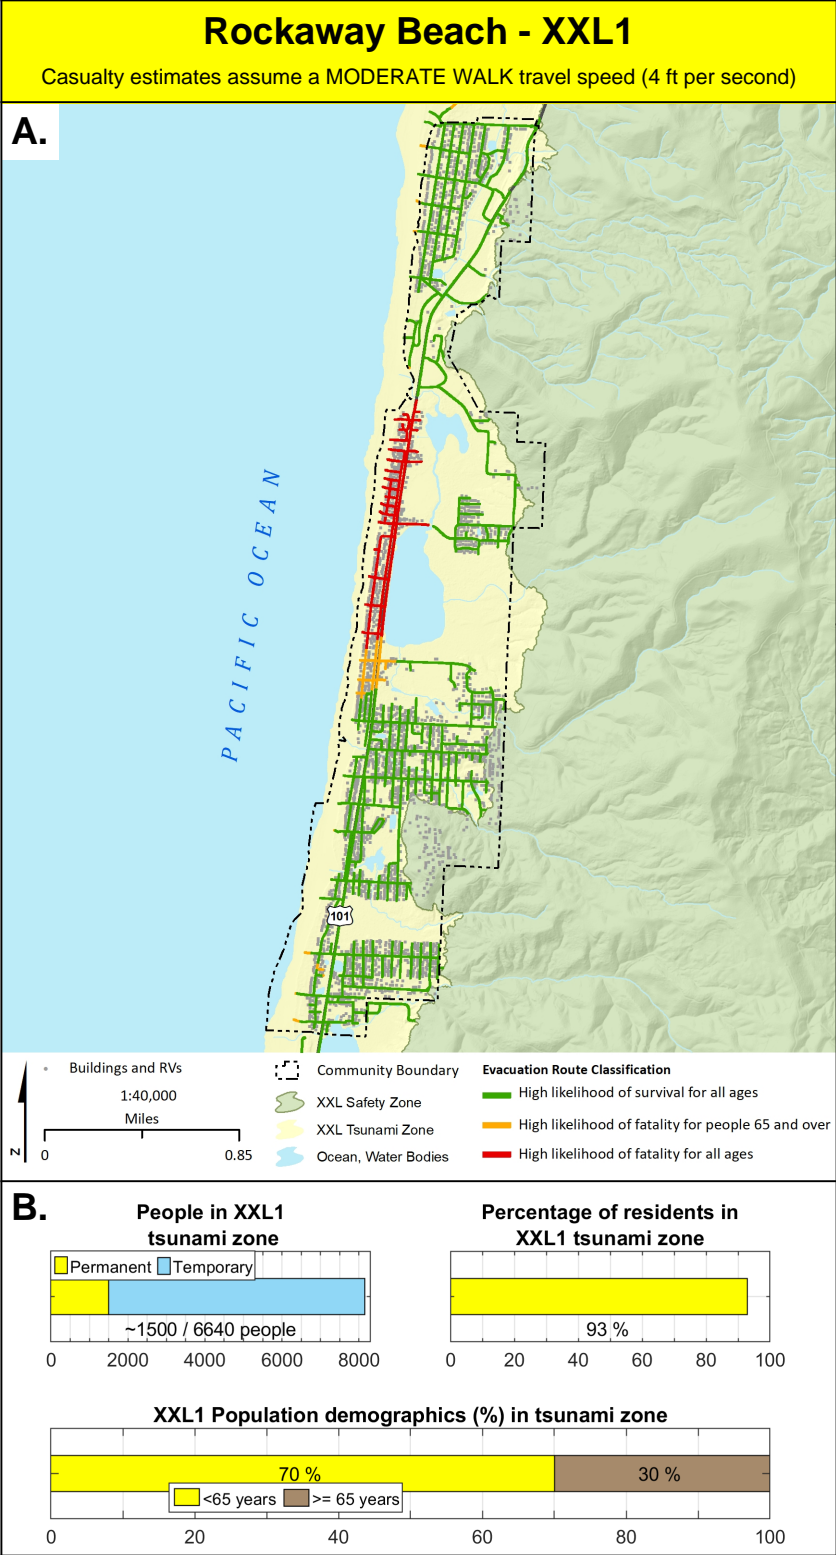 Rockaway Beach - XXL1
Casualty estimates assume a MODERATE WALK travel speed (4 ft per second)
A.
PACIFIC OCEAN
101
N
Buildings and RVs
1:40,000
Miles
0 0.85
Community Boundary
XXL Safety Zone
XXL Tsunami Zone
Ocean, Water Bodies
Evacuation Route Classification
High likelihood of survival for all ages
High likelihood of fatality for people 65 and over
High likelihood of fatality for all ages
B.
People in XXL1
tsunami zone
Permanent Temporary
~1500 / 6640 people
0 2000 4000 6000 8000
Percentage of residents in
XXL1 tsunami zone
93 %
0 20 40 60 80 100
XXL1 Population demographics (%) in tsunami zone
70 % 30 %
<65 years >= 65 years
0 20 40 60 80 100